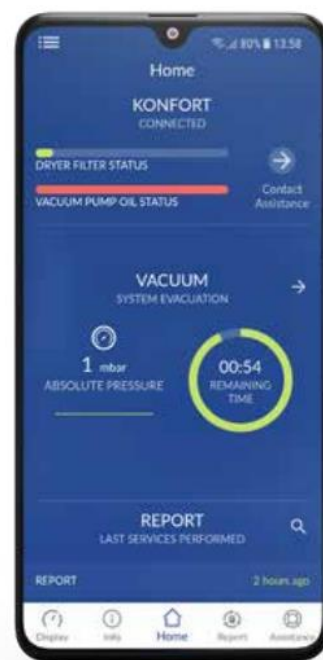 80% 13:58
Home
KONFORT
CONNECTED
DRYER FILTER STATUS
VACUUM PUMP OIL STATUS
Contact
Assistance
VACUUM
SYSTEM EVACUATION
1 mbar
ABSOLUTE PRESSURE
00:54
REMAINING
TIME
REPORT
LAST SERVICES PERFORMED
REPORT 2 hours ago
Display Info Home Report Assistance